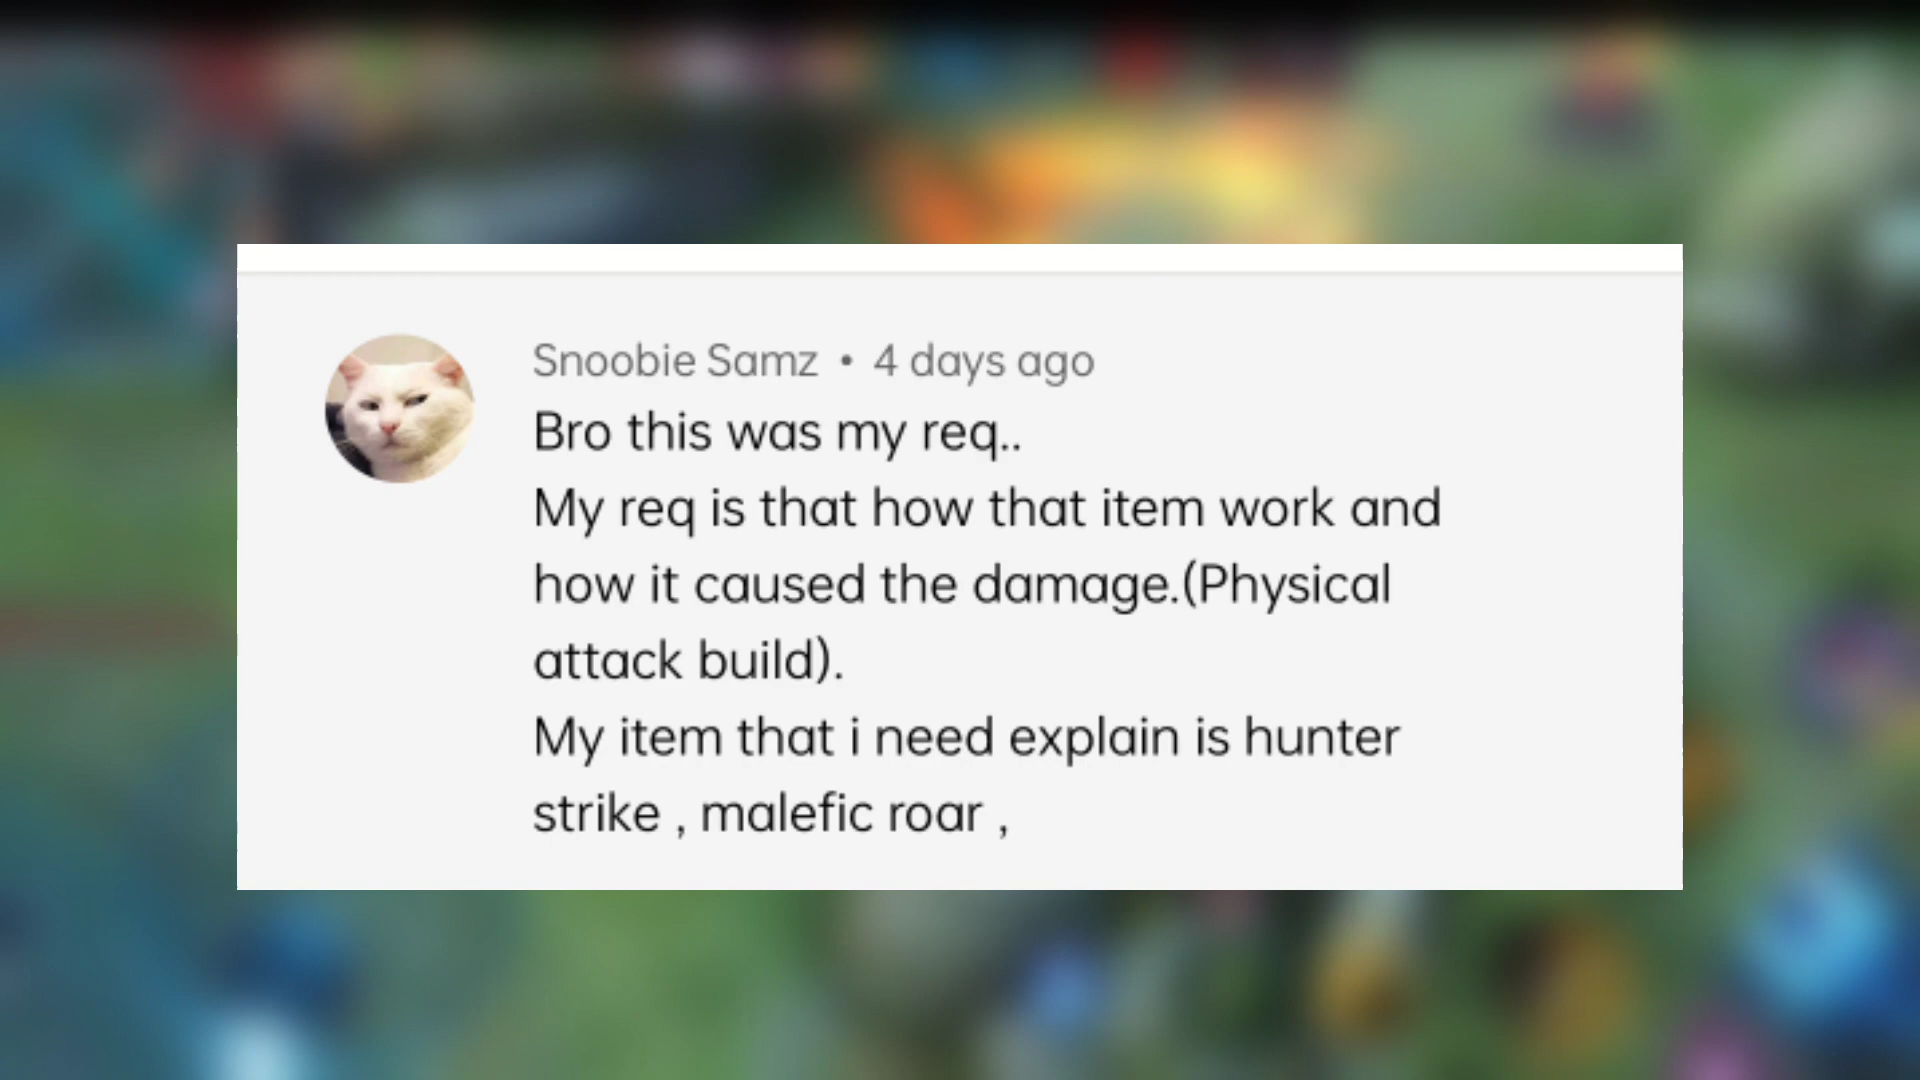 Snoobie Samz • 4 days ago
Bro this was my req..
My req is that how that item work and
how it caused the damage.(Physical
attack build).
My item that i need explain is hunter
strike , malefic roar ,